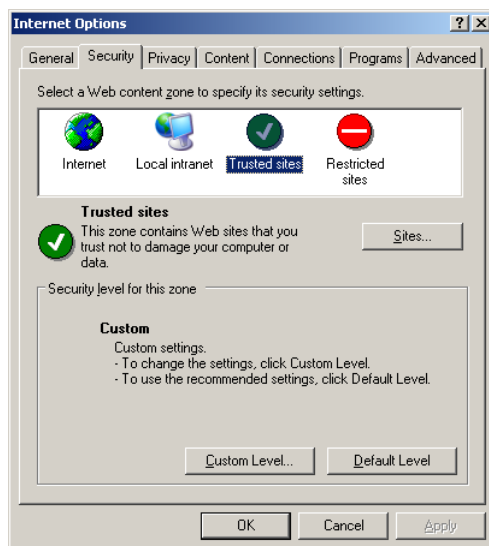 Internet Options
General Security Privacy Content Connections Programs Advanced
Select a Web content zone to specify its security settings.
Internet Local intranet Trusted sites Restricted
sites
Trusted sites
This zone contains Web sites that you
trust not to damage your computer or
data.
Sites...
Security level for this zone
Custom
Custom settings.
- To change the settings, click Custom Level.
- To use the recommended settings, click Default Level.
Custom Level... Default Level
OK Cancel Apply